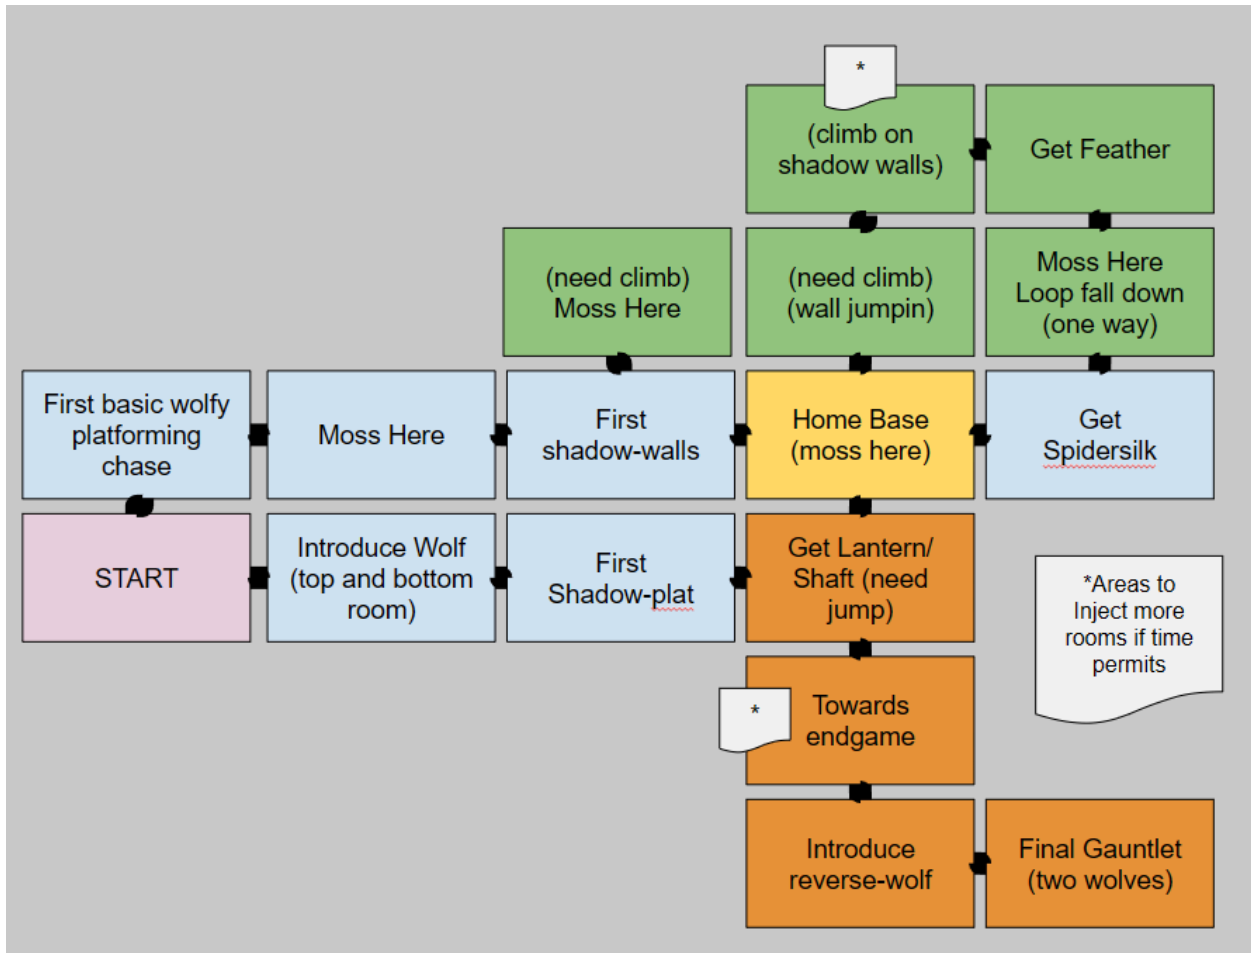 *
(climb on
shadow walls)
Get Feather
(need climb)
Moss Here
(need climb)
(wall jumpin)
Moss Here
Loop fall down
(one way)
First basic wolfy
platforming
chase
Moss Here
First
shadow-walls
Home Base
(moss here)
Get
Spidersilk
START
Introduce Wolf
(top and bottom
room)
First
Shadow-plat
Get Lantern/
Shaft (need
jump)
*Areas to
Inject more
rooms if time
permits
*
Towards
endgame
Introduce
reverse-wolf
Final Gauntlet
(two wolves)